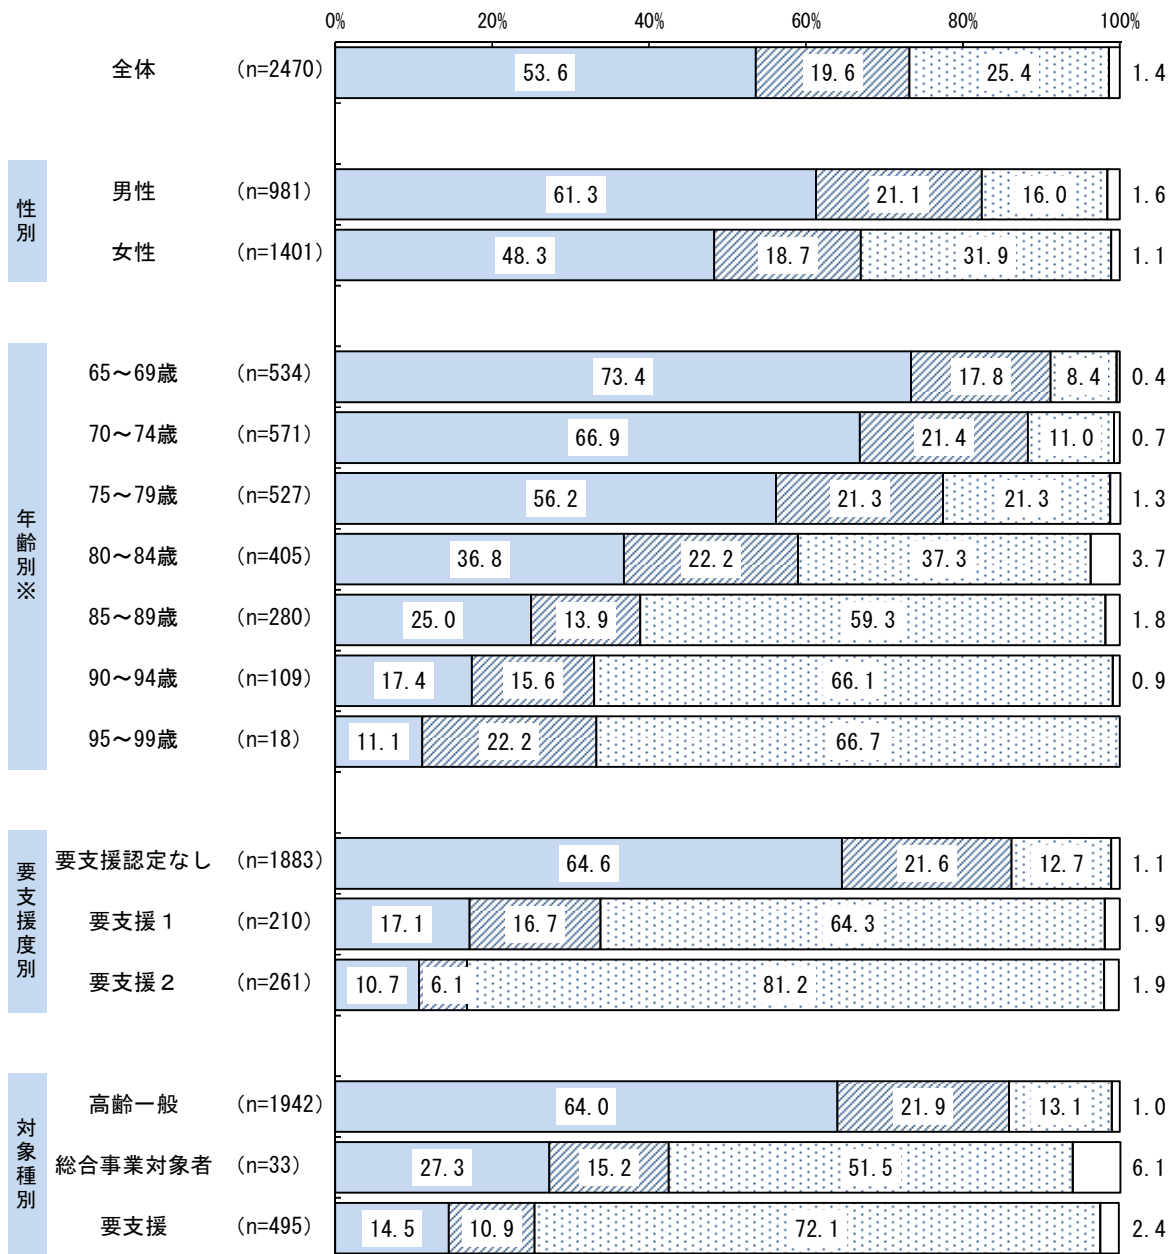 0% 20% 40% 60% 80% 100%
全体 (n=2470) 53.6 19.6 25.4 1.4
性別
男性 (n=981) 61.3 21.1 16.0 1.6
女性 (n=1401) 48.3 18.7 31.9 1.1
年齢別※
65～69歳 (n=534) 73.4 17.8 8.4 0.4
70～74歳 (n=571) 66.9 21.4 11.0 0.7
75～79歳 (n=527) 56.2 21.3 21.3 1.3
80～84歳 (n=405) 36.8 22.2 37.3 3.7
85～89歳 (n=280) 25.0 13.9 59.3 1.8
90～94歳 (n=109) 17.4 15.6 66.1 0.9
95～99歳 (n=18) 11.1 22.2 66.7
要支援度別
要支援認定なし (n=1883) 64.6 21.6 12.7 1.1
要支援１ (n=210) 17.1 16.7 64.3 1.9
要支援２ (n=261) 10.7 6.1 81.2 1.9
対象種別
高齢一般 (n=1942) 64.0 21.9 13.1 1.0
総合事業対象者 (n=33) 27.3 15.2 51.5 6.1
要支援 (n=495) 14.5 10.9 72.1 2.4